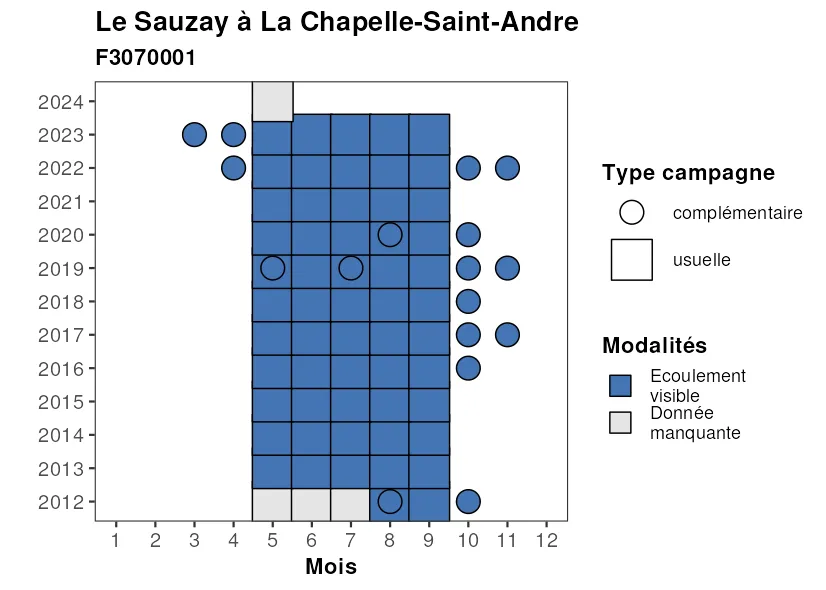 Le Sauzay à La Chapelle-Saint-Andre
F3070001
2024
2023
2022
2021
2020
2019
2018
2017
2016
2015
2014
2013
2012
1 2 3 4 5 6 7 8 9 10 11 12
Mois
Type campagne
complémentaire
usuelle
Modalités
Ecoulement
visible
Donnée
manquante